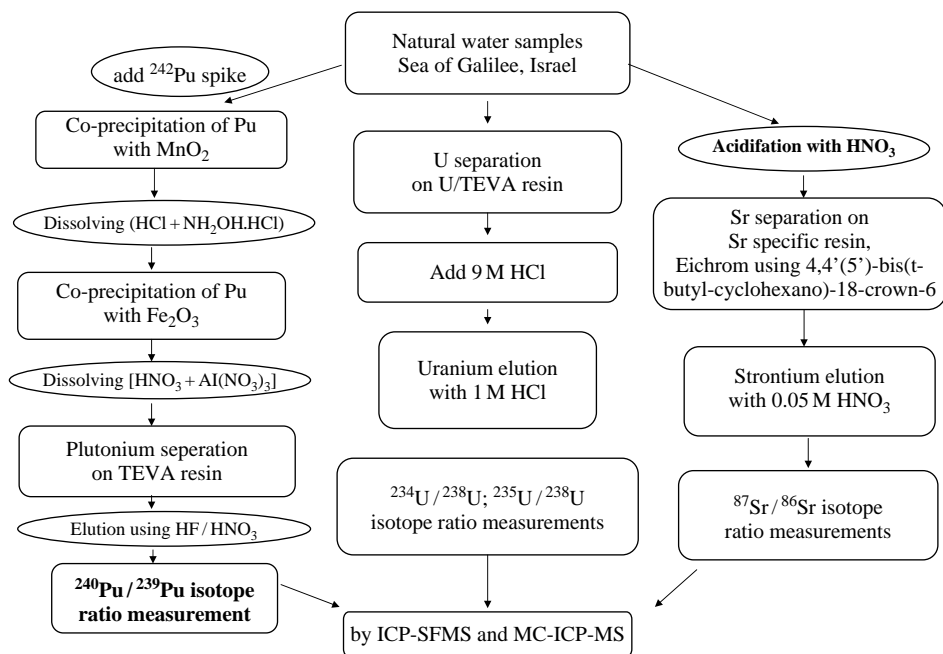 Natural water samples
Sea of Galilee, Israel
add ²⁴²Pu spike
Co-precipitation of Pu
with MnO₂
Dissolving (HCl + NH₂OH.HCl)
Co-precipitation of Pu
with Fe₂O₃
Dissolving [HNO₃ + AI(NO₃)₃]
Plutonium seperation
on TEVA resin
Elution using HF / HNO₃
²⁴⁰Pu / ²³⁹Pu isotope
ratio measurement
U separation
on U/TEVA resin
Add 9 M HCl
Uranium elution
with 1 M HCl
²³⁴U / ²³⁸U; ²³⁵U / ²³⁸U
isotope ratio measurements
Acidifation with HNO₃
Sr separation on
Sr specific resin,
Eichrom using 4,4’(5’)-bis(t-
butyl-cyclohexano)-18-crown-6
Strontium elution
with 0.05 M HNO₃
⁸⁷Sr / ⁸⁶Sr isotope
ratio measurements
by ICP-SFMS and MC-ICP-MS